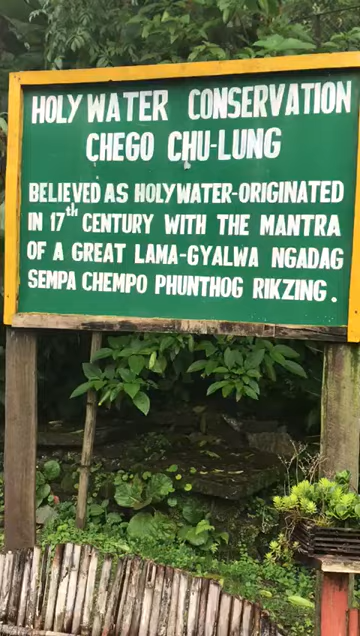 HOLY WATER CONSERVATION
CHEGO CHU-LUNG
BELIEVED AS HOLYWATER-ORIGINATED
IN 17th CENTURY WITH THE MANTRA
OF A GREAT LAMA-GYALWA NGADAG
SEMPA CHEMPO PHUNTHOG RIKZING.